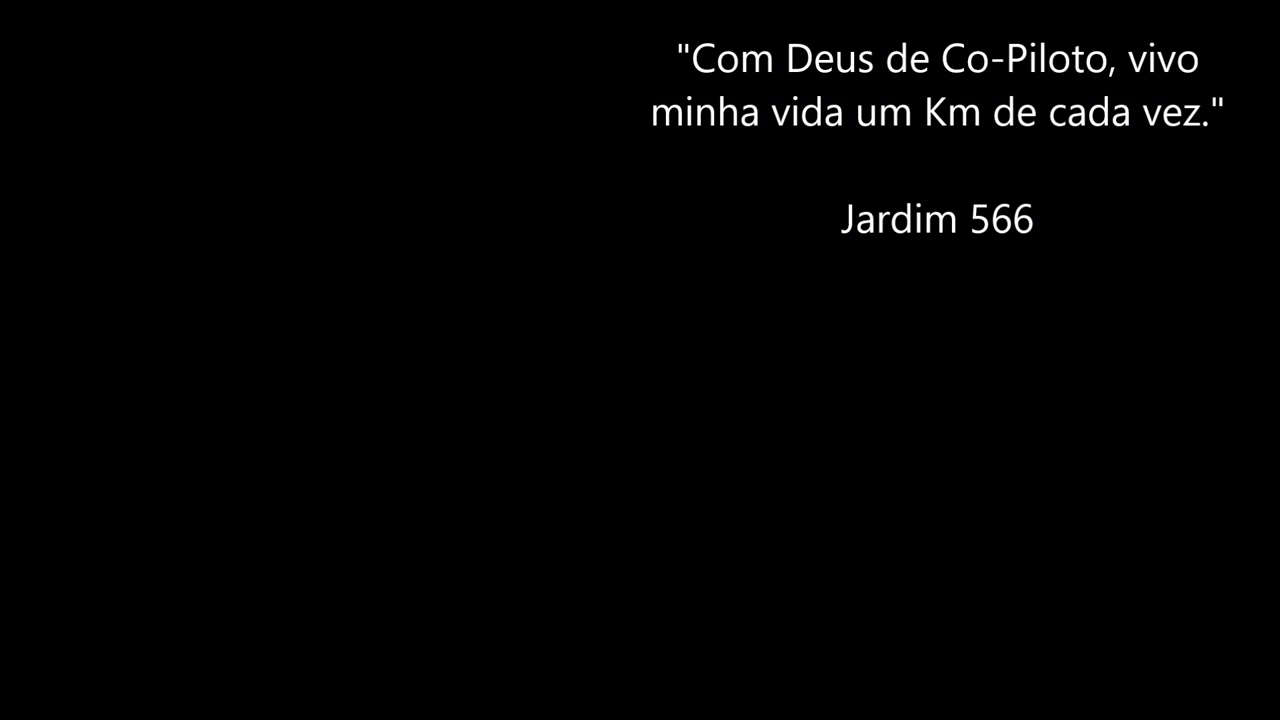 "Com Deus de Co-Piloto, vivo
minha vida um Km de cada vez."
Jardim 566